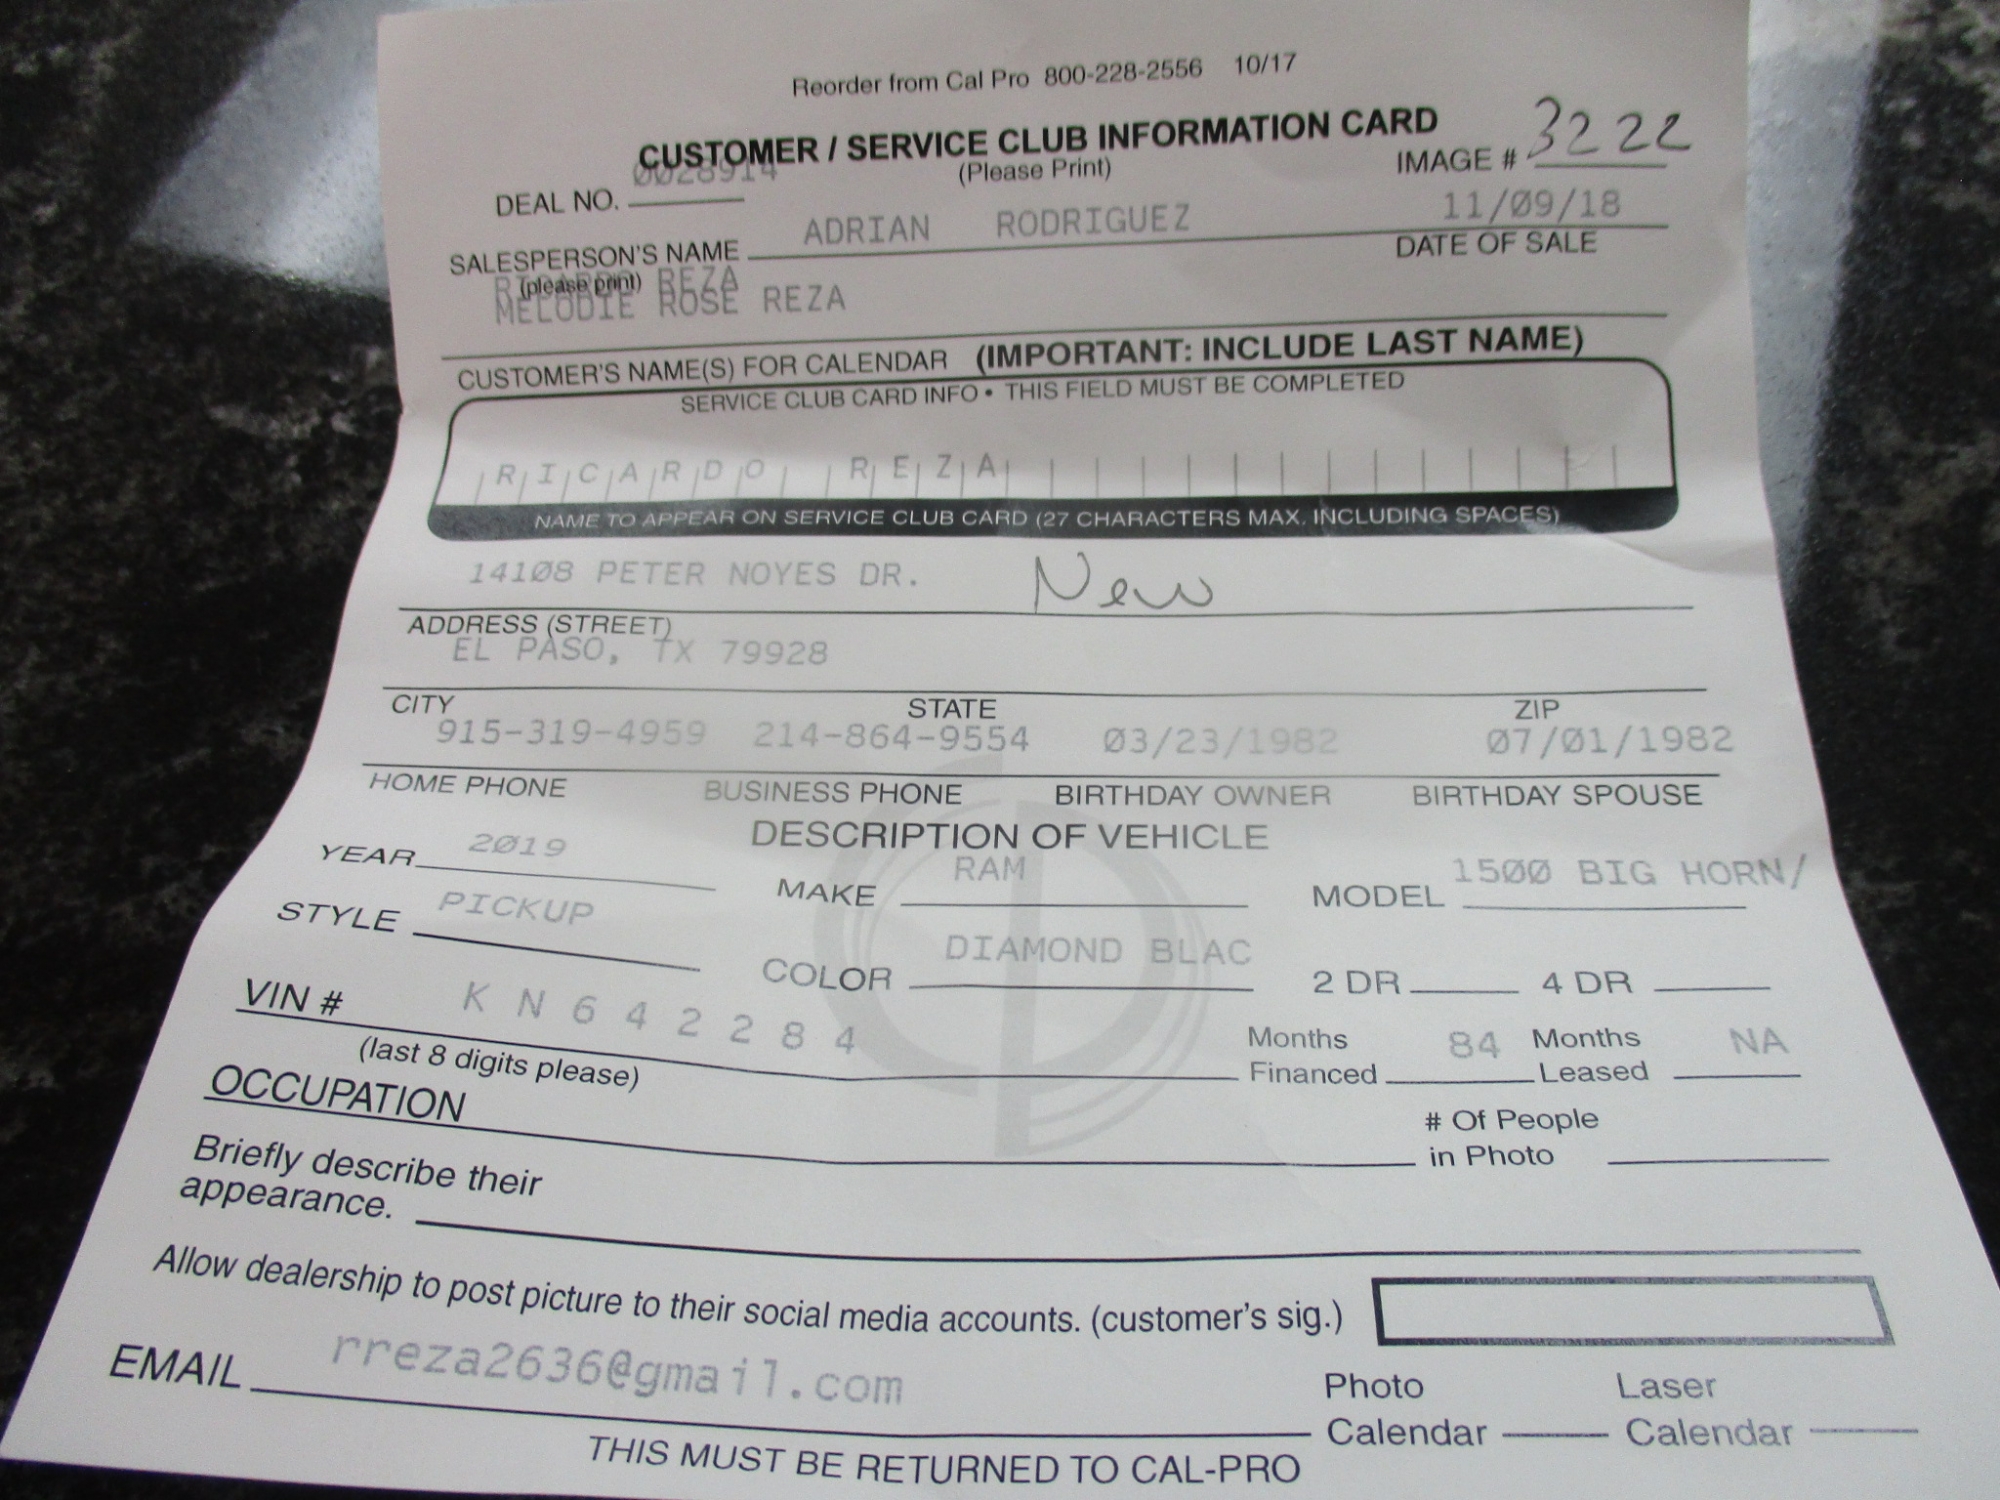 Reorder from Cal Pro 800-228-2556 10/17
CUSTOMER / SERVICE CLUB INFORMATION CARD
(Please Print)
IMAGE # 3222
DEAL NO. 0028914
SALESPERSON'S NAME ADRIAN RODRIGUEZ
11/09/18
DATE OF SALE
(please print)
RICARDO REZA
MELODIE ROSE REZA
CUSTOMER'S NAME(S) FOR CALENDAR (IMPORTANT: INCLUDE LAST NAME)
SERVICE CLUB CARD INFO • THIS FIELD MUST BE COMPLETED
RICARDO REZA
NAME TO APPEAR ON SERVICE CLUB CARD (27 CHARACTERS MAX. INCLUDING SPACES)
14108 PETER NOYES DR. New
ADDRESS (STREET)
EL PASO, TX 79928
CITY STATE ZIP
915-319-4959 214-864-9554 03/23/1982 07/01/1982
HOME PHONE BUSINESS PHONE BIRTHDAY OWNER BIRTHDAY SPOUSE
DESCRIPTION OF VEHICLE
YEAR 2019 MAKE RAM MODEL 1500 BIG HORN/
STYLE PICKUP COLOR DIAMOND BLAC 2 DR 4 DR
VIN # K N 6 4 2 2 8 4
(last 8 digits please)
Months Financed 84 Months Leased NA
OCCUPATION
# Of People in Photo
Briefly describe their
appearance.
Allow dealership to post picture to their social media accounts. (customer's sig.)
EMAIL rreza2636@gmail.com
Photo Calendar Laser Calendar
THIS MUST BE RETURNED TO CAL-PRO